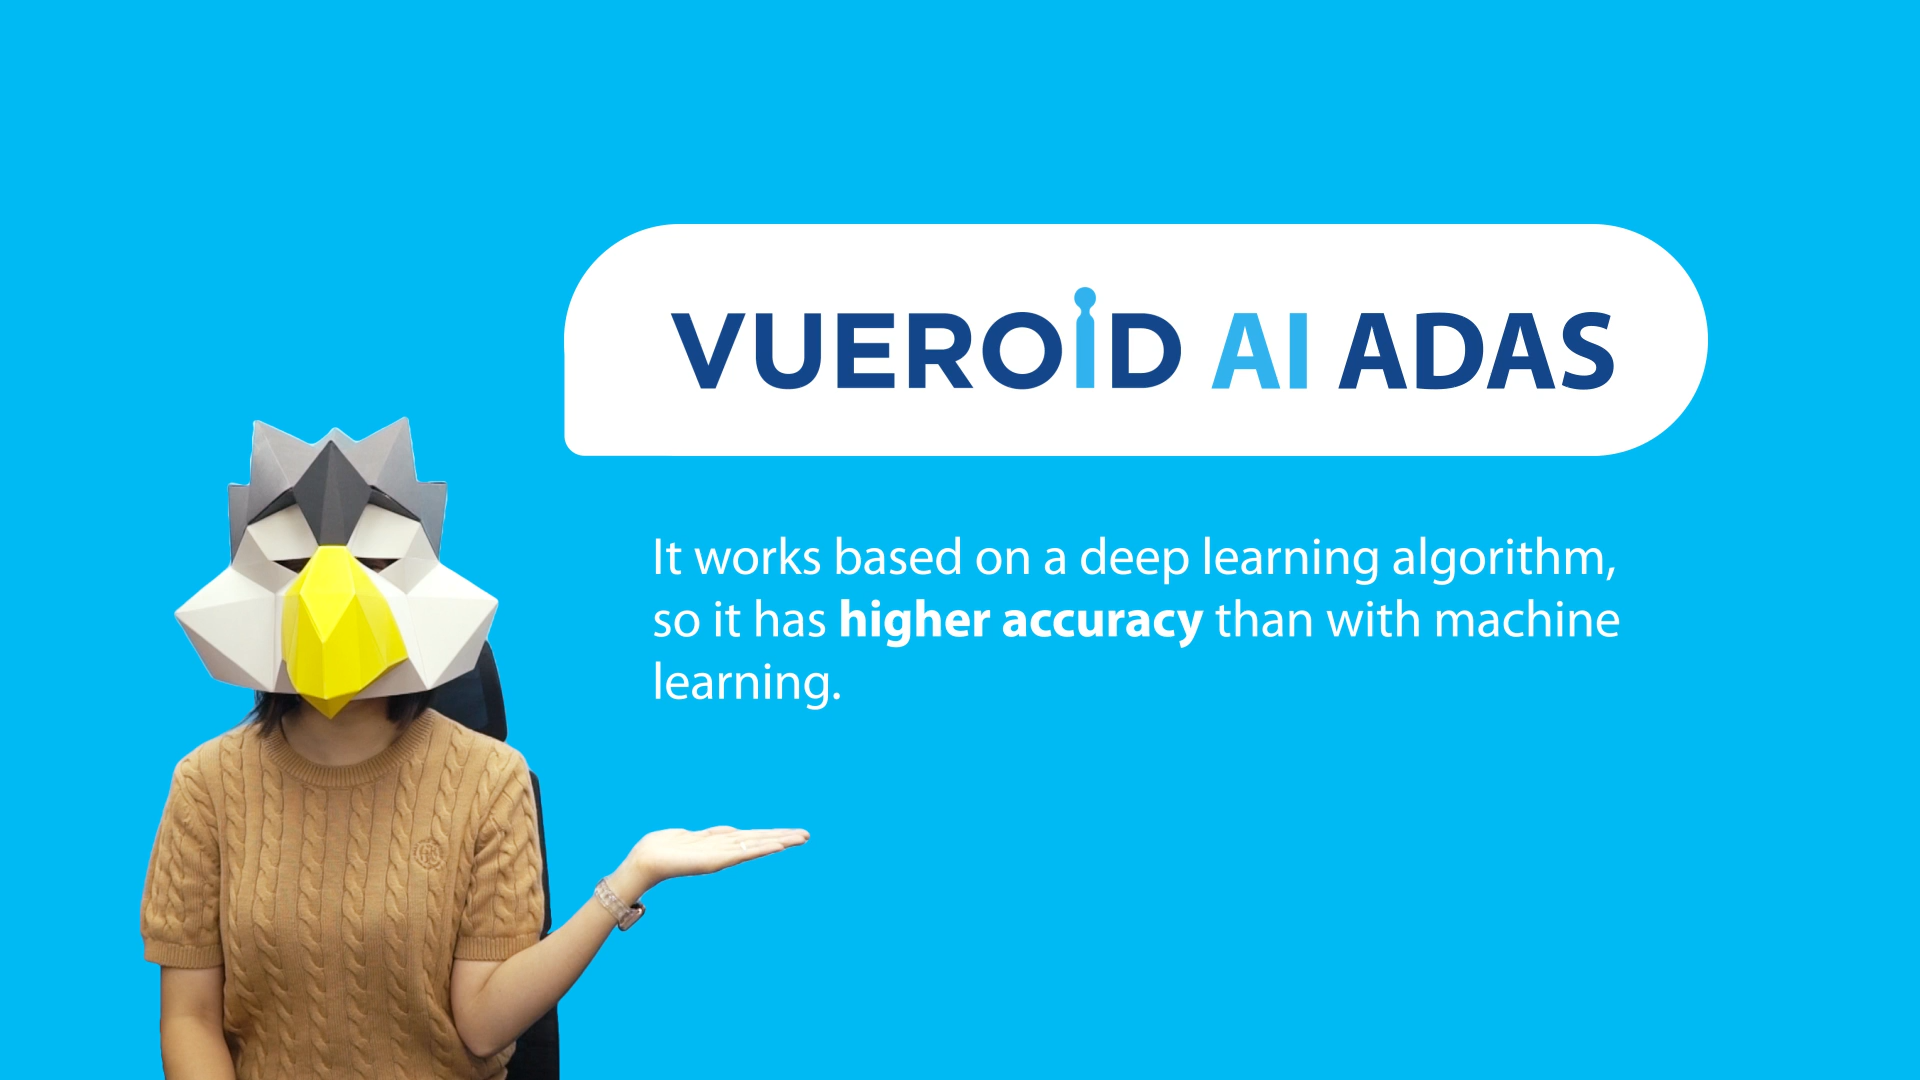 VUEROiD AI ADAS
It works based on a deep learning algorithm,
so it has higher accuracy than with machine
learning.